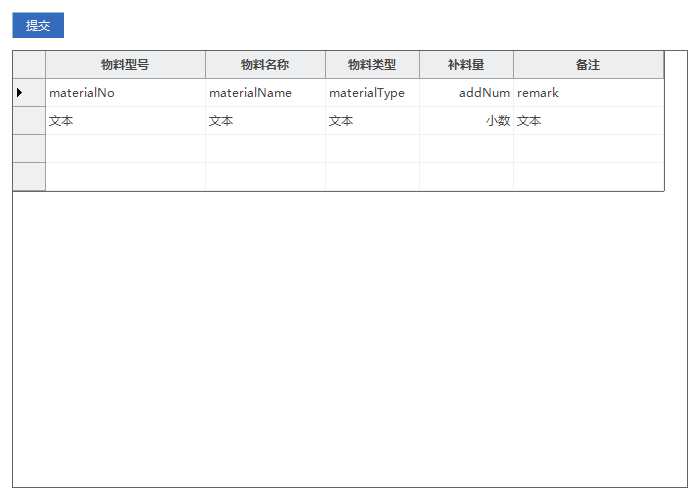 提交
物料型号 物料名称 物料类型 补料量 备注
materialNo materialName materialType addNum remark
文本 文本 文本 小数 文本